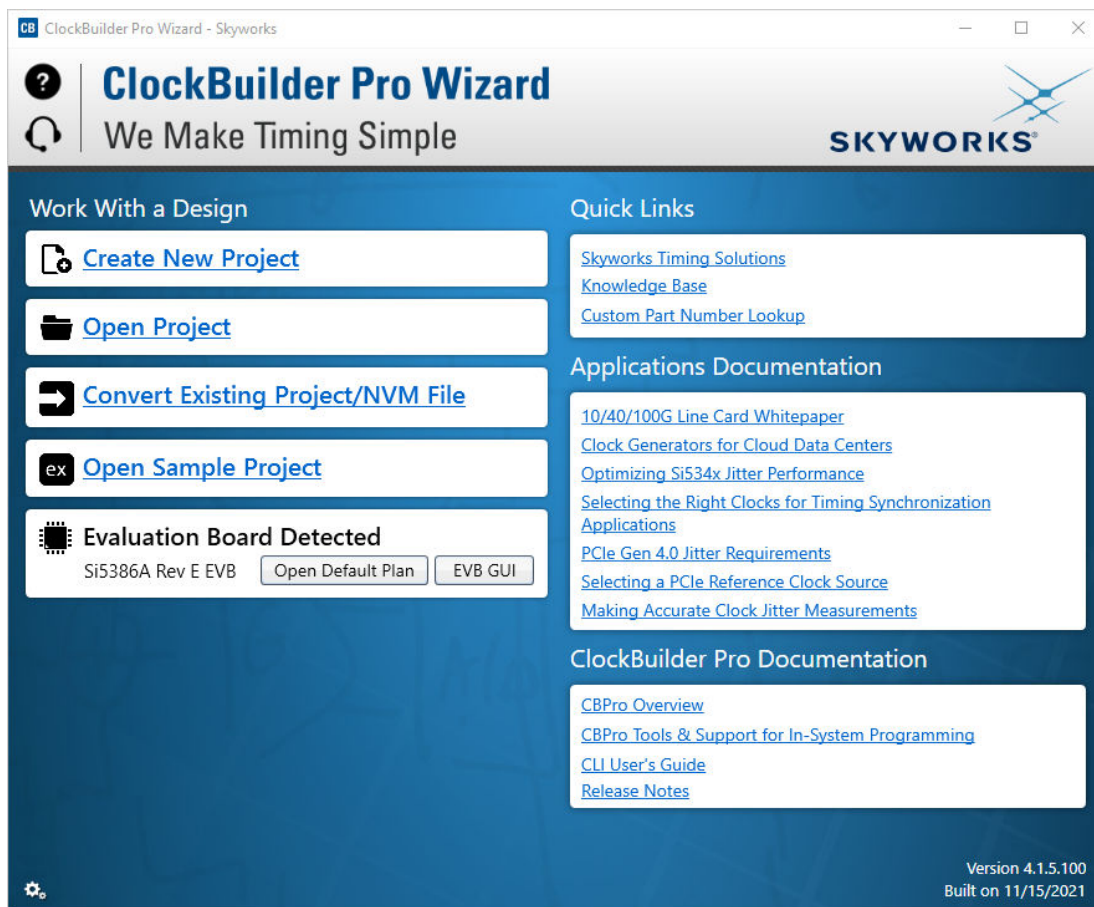 CB ClockBuilder Pro Wizard - Skyworks
ClockBuilder Pro Wizard
We Make Timing Simple
SKYWORKS®
Work With a Design
Create New Project
Open Project
Convert Existing Project/NVM File
ex Open Sample Project
Evaluation Board Detected
Si5386A Rev E EVB Open Default Plan EVB GUI
Quick Links
Skyworks Timing Solutions
Knowledge Base
Custom Part Number Lookup
Applications Documentation
10/40/100G Line Card Whitepaper
Clock Generators for Cloud Data Centers
Optimizing Si534x Jitter Performance
Selecting the Right Clocks for Timing Synchronization
Applications
PCIe Gen 4.0 Jitter Requirements
Selecting a PCIe Reference Clock Source
Making Accurate Clock Jitter Measurements
ClockBuilder Pro Documentation
CBPro Overview
CBPro Tools & Support for In-System Programming
CLI User's Guide
Release Notes
Version 4.1.5.100
Built on 11/15/2021